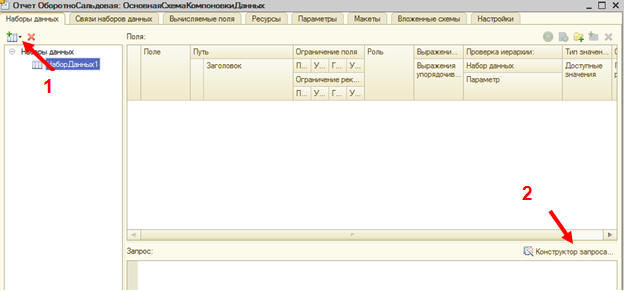 Отчет ОборотноСальдовая: ОсновнаяСхемаКомпоновкиДанных
Наборы данных Связи наборов данных Вычисляемые поля Ресурсы Параметры Макеты Вложенные схемы Настройки
Поля:
Наборы данных
НаборДанных1
1
Поле Путь Ограничение поля Роль Выражени... Проверка иерархии: Тип значен...
Заголовок П... У... Г... У... Выражения упорядочив... Набор данных Доступные значения
Ограничение рек... Параметр
П... У... Г... У...
2
Запрос: Конструктор запроса...